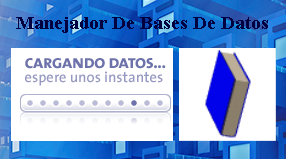 Manejador De Bases De Datos
CARGANDO DATOS...
espere unos instantes